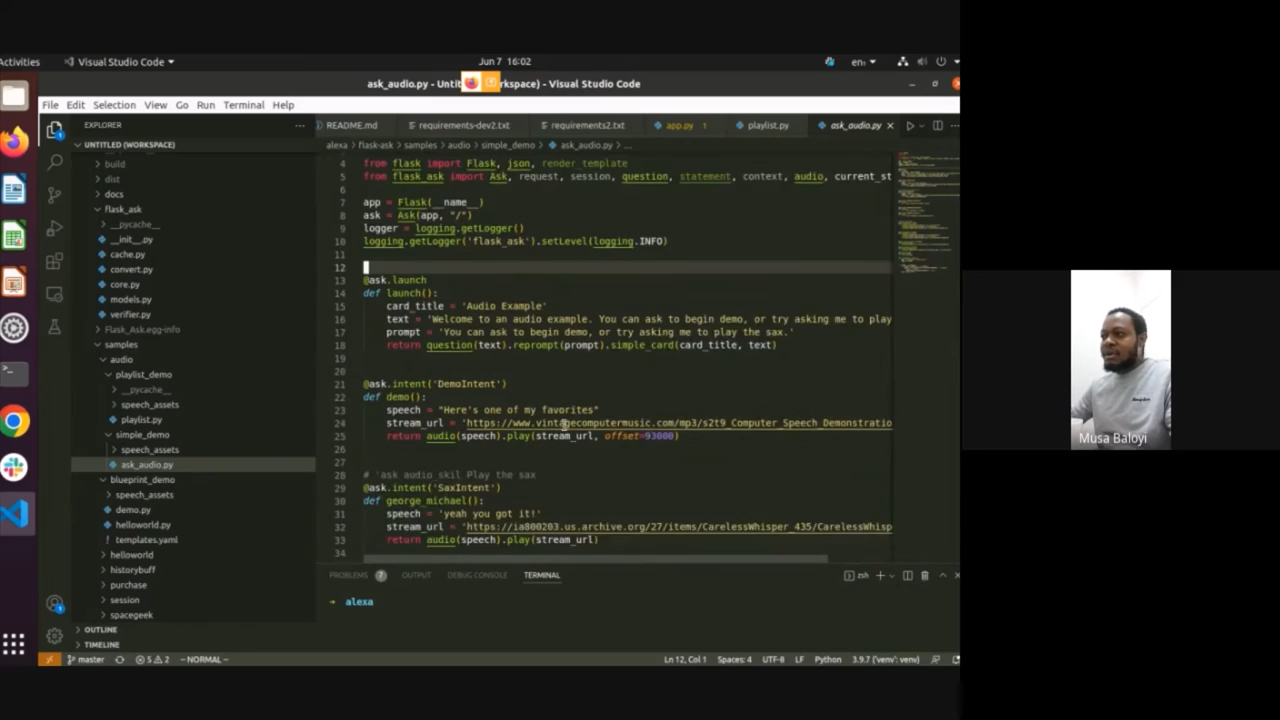 Activities
Visual Studio Code
Jun 7 16:02
en
ask_audio.py - Untit
rkspace) - Visual Studio Code
File Edit Selection View Go Run Terminal Help
EXPLORER
README.md
requirements-dev2.txt
requirements2.txt
app.py 1
playlist.py
ask_audio.py
UNTITLED (WORKSPACE)
alexa > flask-ask > samples > audio > simple_demo > ask_audio.py > ...
build
dist
docs
flask_ask
__pycache__
__init__.py
cache.py
convert.py
core.py
models.py
verifier.py
Flask_Ask.egg-info
samples
audio
playlist_demo
__pycache__
speech_assets
playlist.py
simple_demo
speech_assets
ask_audio.py
blueprint_demo
speech_assets
demo.py
helloworld.py
templates.yaml
helloworld
historybuff
purchase
session
spacegeek
OUTLINE
TIMELINE
4 from flask import Flask, json, render_template
5 from flask_ask import Ask, request, session, question, statement, context, audio, current_st
6
7 app = Flask(__name__)
8 ask = Ask(app, "/")
9 logger = logging.getLogger()
10 logging.getLogger('flask_ask').setLevel(logging.INFO)
11
12
13 @ask.launch
14 def launch():
15 card_title = 'Audio Example'
16 text = 'Welcome to an audio example. You can ask to begin demo, or try asking me to play
17 prompt = 'You can ask to begin demo, or try asking me to play the sax.'
18 return question(text).reprompt(prompt).simple_card(card_title, text)
19
20
21 @ask.intent('DemoIntent')
22 def demo():
23 speech = "Here's one of my favorites"
24 stream_url = 'https://www.vintagecomputermusic.com/mp3/s2t9_Computer_Speech_Demonstratio
25 return audio(speech).play(stream_url, offset=93000)
26
27
28 # 'ask audio skil Play the sax
29 @ask.intent('SaxIntent')
30 def george_michael():
31 speech = 'yeah you got it!'
32 stream_url = 'https://ia800203.us.archive.org/27/items/CarelessWhisper_435/CarelessWhisp
33 return audio(speech).play(stream_url)
34
PROBLEMS 7 OUTPUT DEBUG CONSOLE TERMINAL
zsh
→ alexa
1
1
master
5 2
-- NORMAL --
Ln 12, Col 1 Spaces: 4 UTF-8 LF Python 3.9.7 ('venv': venv)
Musa Baloyi